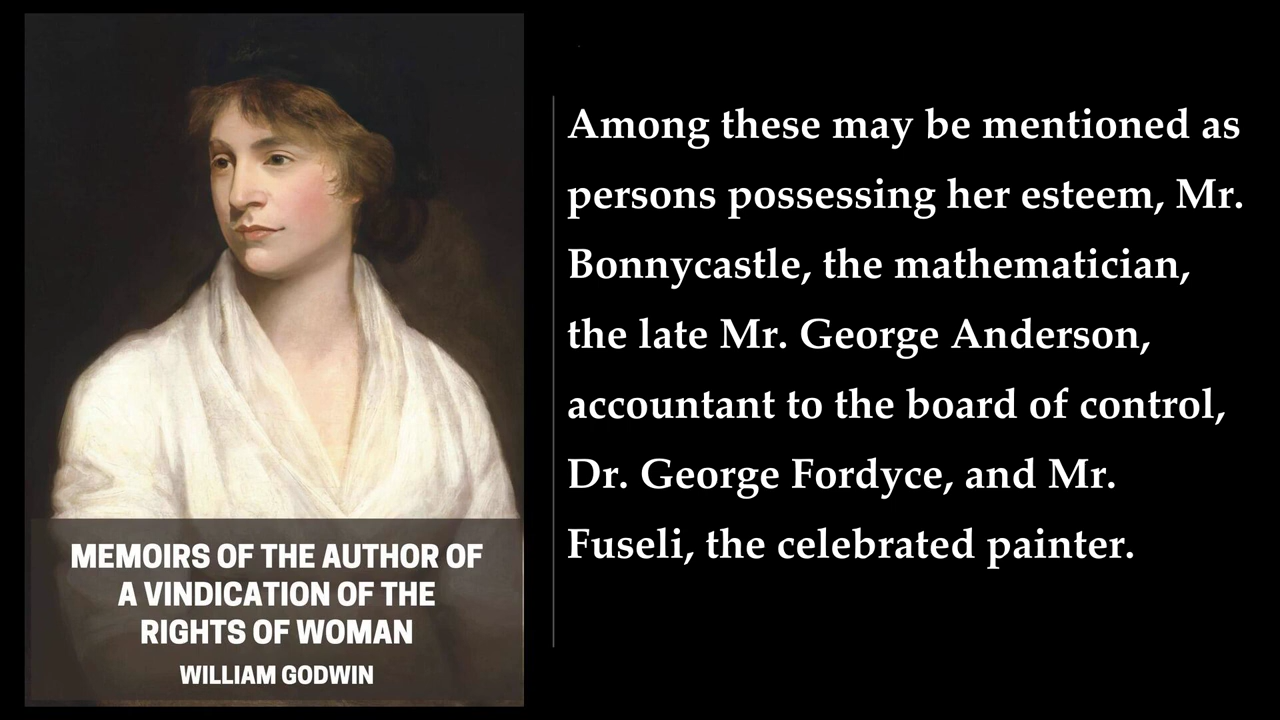 MEMOIRS OF THE AUTHOR OF
A VINDICATION OF THE
RIGHTS OF WOMAN
WILLIAM GODWIN
Among these may be mentioned as
persons possessing her esteem, Mr.
Bonnycastle, the mathematician,
the late Mr. George Anderson,
accountant to the board of control,
Dr. George Fordyce, and Mr.
Fuseli, the celebrated painter.